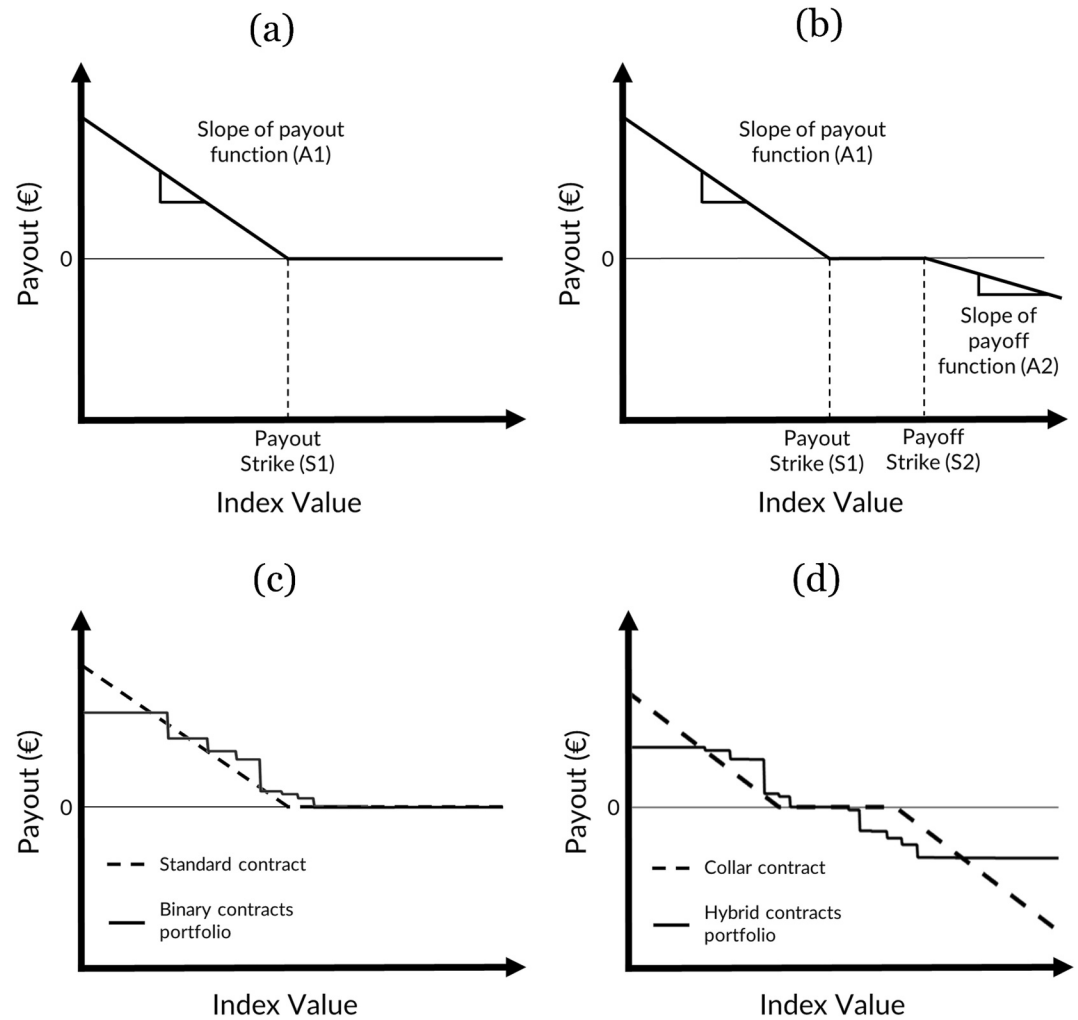 (a)
Slope of payout
function (A1)
Payout (€)
0
Payout
Strike (S1)
Index Value
(b)
Slope of payout
function (A1)
Payout (€)
0
Slope of
payoff
function (A2)
Payout
Strike (S1)
Payoff
Strike (S2)
Index Value
(c)
Payout (€)
0
Standard contract
Binary contracts
portfolio
Index Value
(d)
Payout (€)
0
Collar contract
Hybrid contracts
portfolio
Index Value